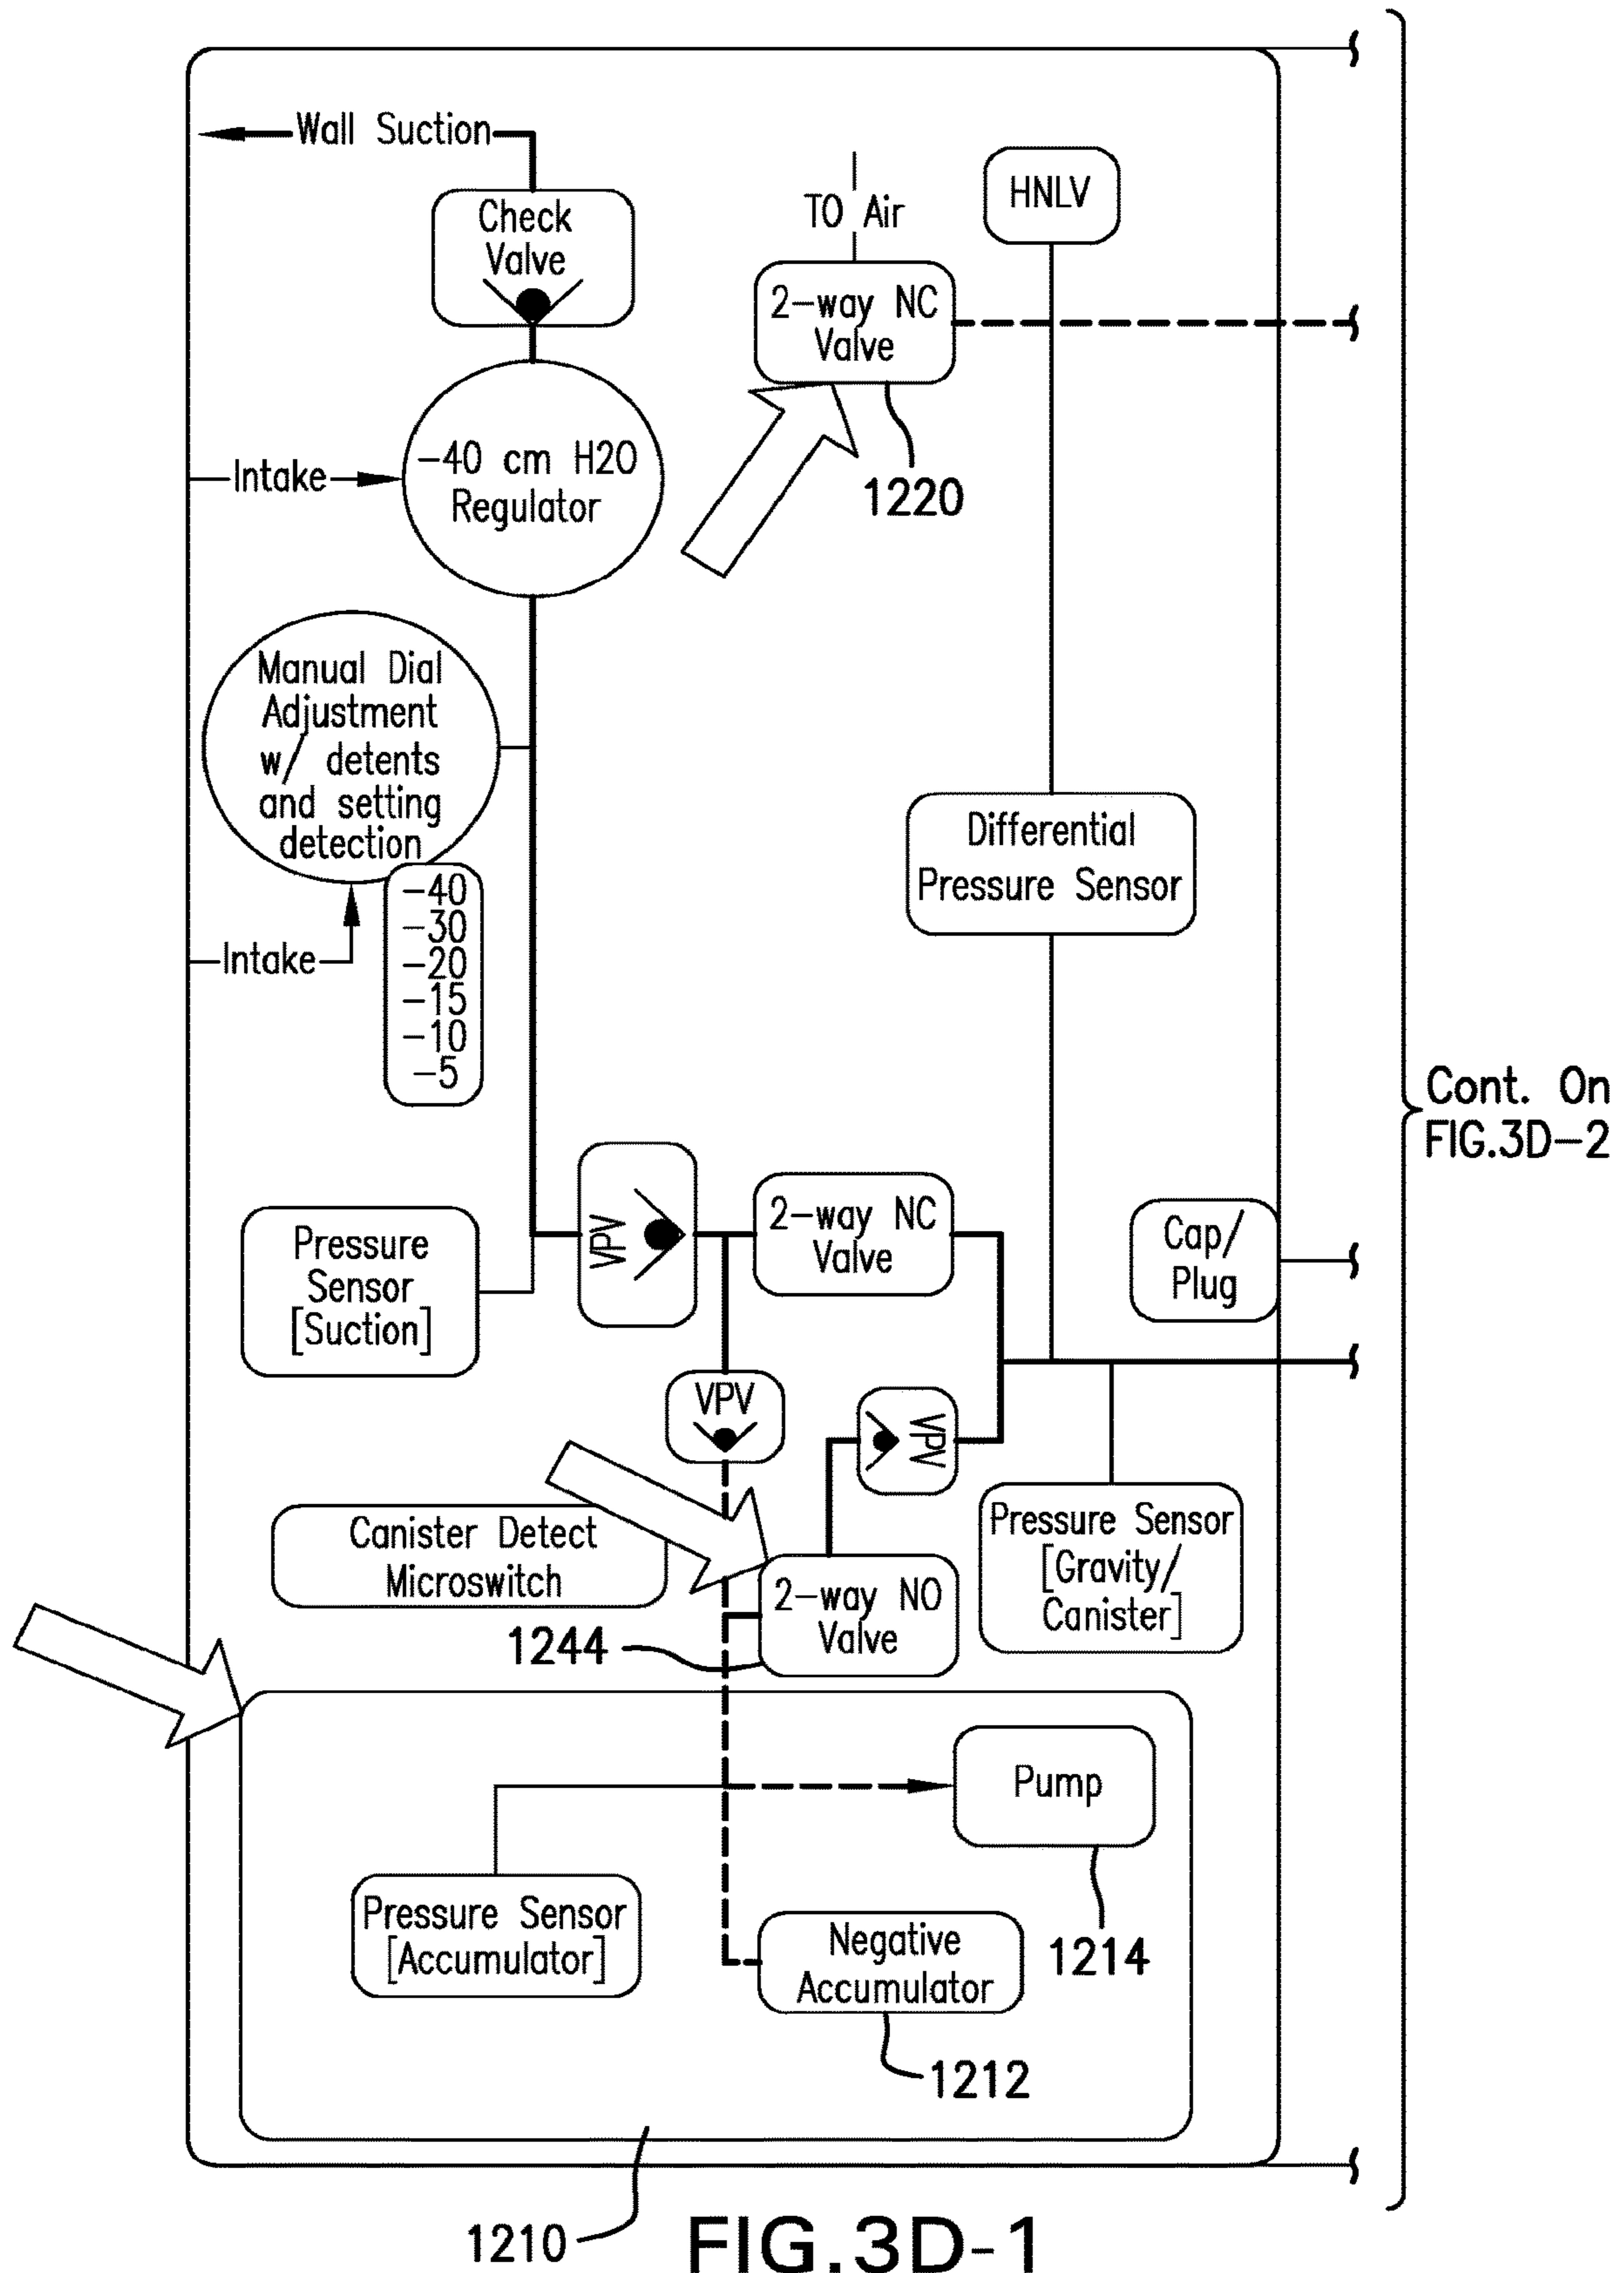 Wall Suction
Check
Valve
TO Air
HNLV
2-way NC
Valve
1220
Intake
-40 cm H2O
Regulator
Manual Dial
Adjustment
w/ detents
and setting
detection
-40
-30
-20
-15
-10
-5
Intake
Differential
Pressure Sensor
Cont. On
FIG.3D-2
Pressure
Sensor
[Suction]
VPV
2-way NC
Valve
Cap/
Plug
VPV
VPV
Canister Detect
Microswitch
Pressure Sensor
[Gravity/
Canister]
2-way NO
Valve
1244
Pump
1214
Pressure Sensor
[Accumulator]
Negative
Accumulator
1212
1210
FIG.3D-1